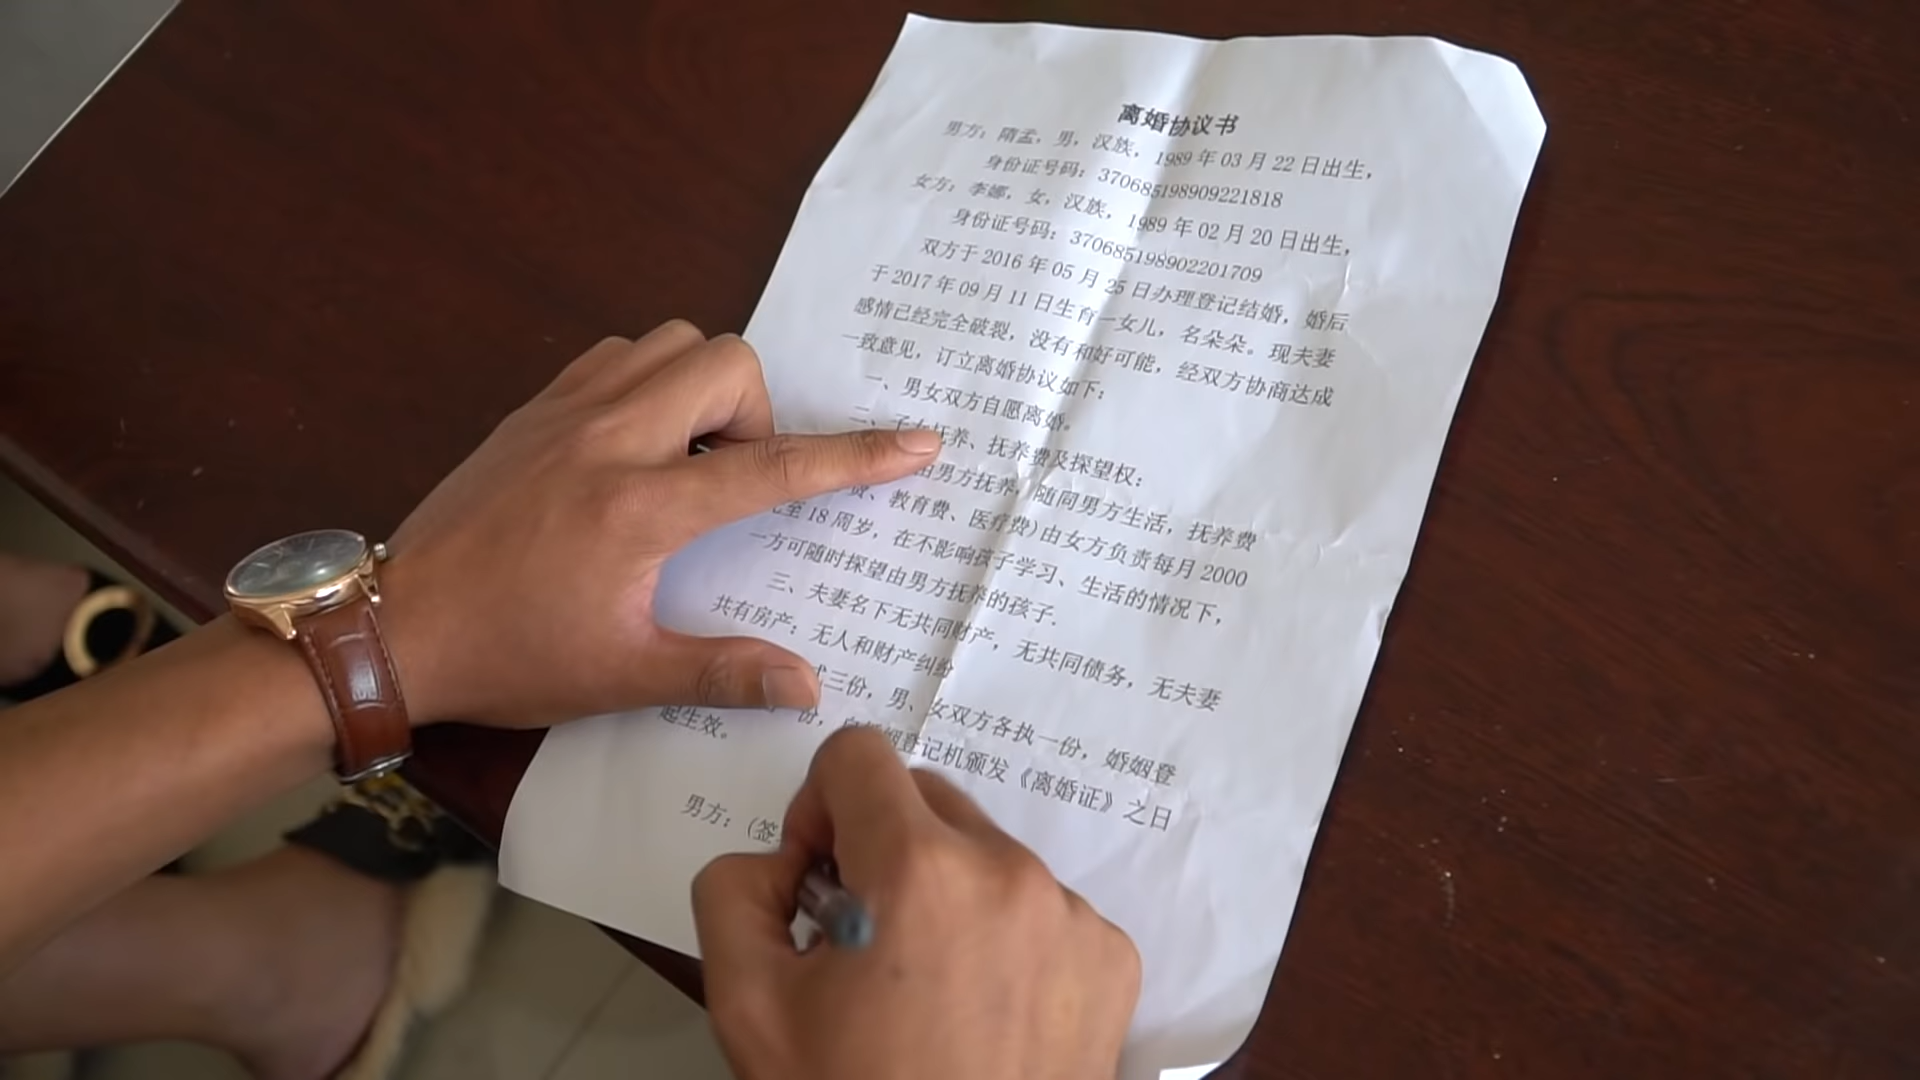 离婚协议书
男方：隋孟，男，汉族，1989年03月22日出生，
身份证号码：370685198909221818
女方：李娜，女，汉族，1989年02月20日出生，
身份证号码：370685198902201709
双方于2016年05月25日办理登记结婚，婚后
于2017年09月11日生育一女儿，名朵朵。现夫妻
感情已经完全破裂，没有和好可能，经双方协商达成
一致意见，订立离婚协议如下：
一、男女双方自愿离婚。
二、子女抚养、抚养费及探望权：
由男方抚养，随同男方生活，抚养费
费、教育费、医疗费)由女方负责每月2000
至18周岁，在不影响孩子学习、生活的情况下，
一方可随时探望由男方抚养的孩子.
三、夫妻名下无共同财产，无共同债务，无夫妻
共有房产；无人和财产纠纷
式三份，男、女双方各执一份，婚姻登
份，自婚姻登记机颁发《离婚证》之日
起生效。
男方：(签